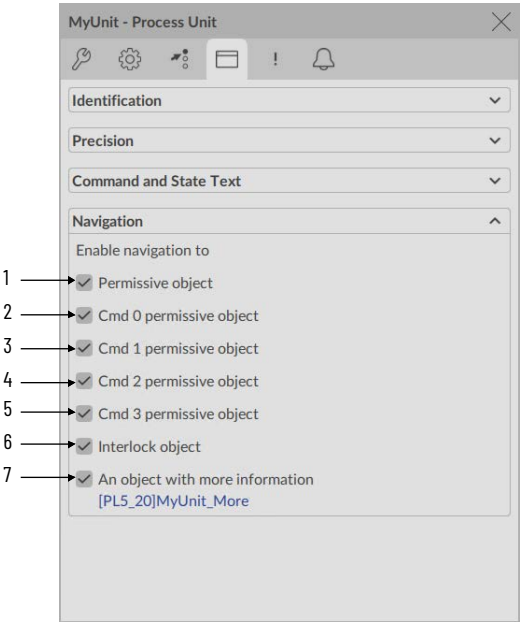 MyUnit - Process Unit
!
Identification
Precision
Command and State Text
Navigation
Enable navigation to
1 Permissive object
2 Cmd 0 permissive object
3 Cmd 1 permissive object
4 Cmd 2 permissive object
5 Cmd 3 permissive object
6 Interlock object
7 An object with more information
[PL5_20]MyUnit_More